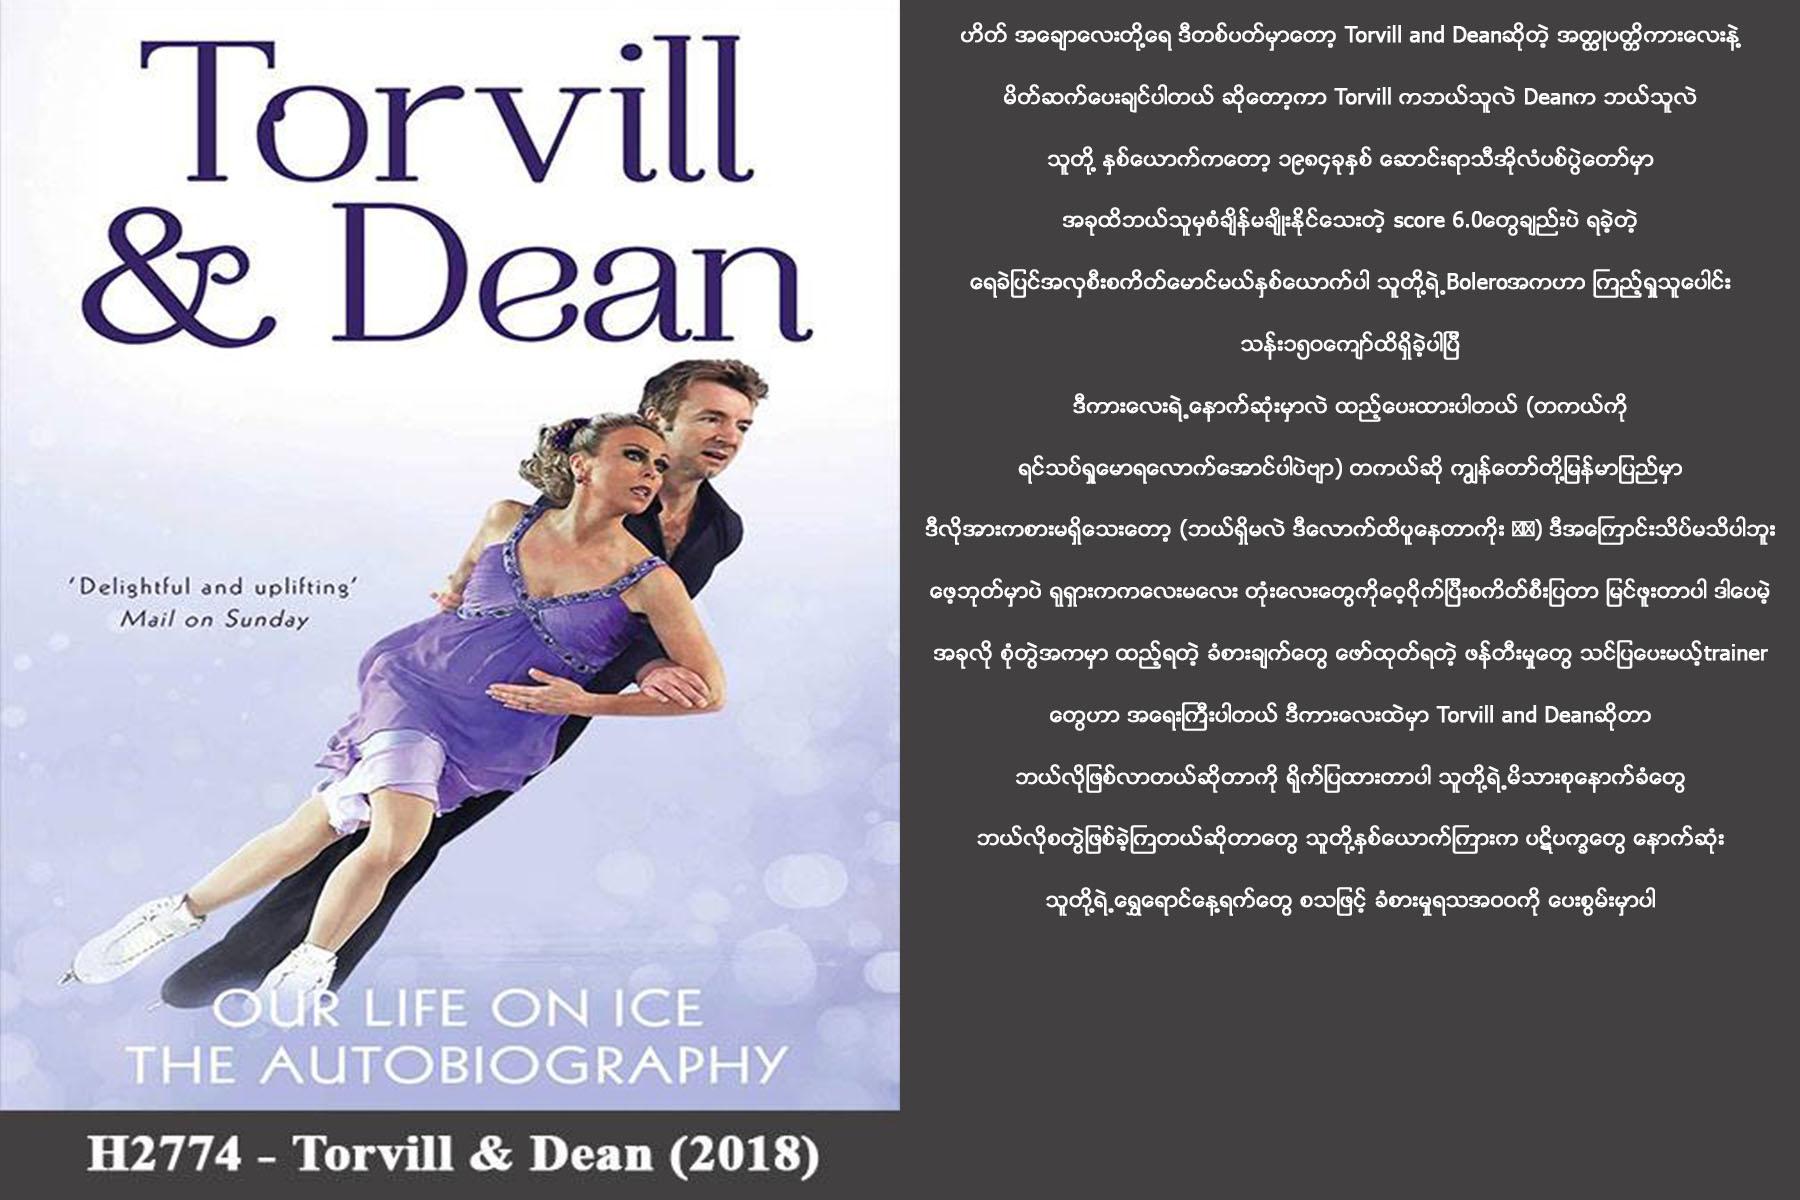 Torvill
& Dean
'Delightful and uplifting'
Mail on Sunday
OUR LIFE ON ICE
THE AUTOBIOGRAPHY
H2774 - Torvill & Dean (2018)
ဟိတ် အချောလေးတို့ရေ ဒီတစ်ပတ်မှာတော့ Torvill and Deanဆိုတဲ့ အတ္ထုပတ္တိကားလေးနဲ့
မိတ်ဆက်ပေးချင်ပါတယ် ဆိုတော့ကာ Torvill ကဘယ်သူလဲ Deanက ဘယ်သူလဲ
သူတို့ နှစ်ယောက်ကတော့ ၁၉၈၄ခုနှစ် ဆောင်းရာသီအိုလံပစ်ပွဲတော်မှာ
အခုထိဘယ်သူမှစံချိန်မချိုးနိုင်သေးတဲ့ score 6.0တွေချည်းပဲ ရခဲ့တဲ့
ရေခဲပြင်အလှစီးစကိတ်မောင်မယ်နှစ်ယောက်ပါ သူတို့ရဲ့Boleroအကဟာ ကြည့်ရှုသူပေါင်း
သန်း၁၅၀ကျော်ထိရှိခဲ့ပါပြီ
ဒီကားလေးရဲ့နောက်ဆုံးမှာလဲ ထည့်ပေးထားပါတယ် (တကယ်ကို
ရင်သပ်ရှုမောရလောက်အောင်ပါပဲဗျာ) တကယ်ဆို ကျွန်တော်တို့မြန်မာပြည်မှာ
ဒီလိုအားကစားမရှိသေးတော့ (ဘယ်ရှိမလဲ ဒီလောက်ထိပူနေတာကိုး) ဒီအကြောင်းသိပ်မသိပါဘူး
ဖေ့ဘုတ်မှာပဲ ရုရှားကကလေးမလေး တုံးလေးတွေကိုဝေ့ဝိုက်ပြီးစကိတ်စီးပြတာ မြင်ဖူးတာပါ ဒါပေမဲ့
အခုလို စုံတွဲအကမှာ ထည့်ရတဲ့ ခံစားချက်တွေ ဖော်ထုတ်ရတဲ့ ဖန်တီးမှုတွေ သင်ပြပေးမယ့်trainer
တွေဟာ အရေးကြီးပါတယ် ဒီကားလေးထဲမှာ Torvill and Deanဆိုတာ
ဘယ်လိုဖြစ်လာတယ်ဆိုတာကို ရိုက်ပြထားတာပါ သူတို့ရဲ့မိသားစုနောက်ခံတွေ
ဘယ်လိုစတွဲဖြစ်ခဲ့ကြတယ်ဆိုတာတွေ သူတို့နှစ်ယောက်ကြားက ပဋိပက္ခတွေ နောက်ဆုံး
သူတို့ရဲ့ရွှေရောင်နေ့ရက်တွေ စသဖြင့် ခံစားမှုရသအဝဝကို ပေးစွမ်းမှာပါ